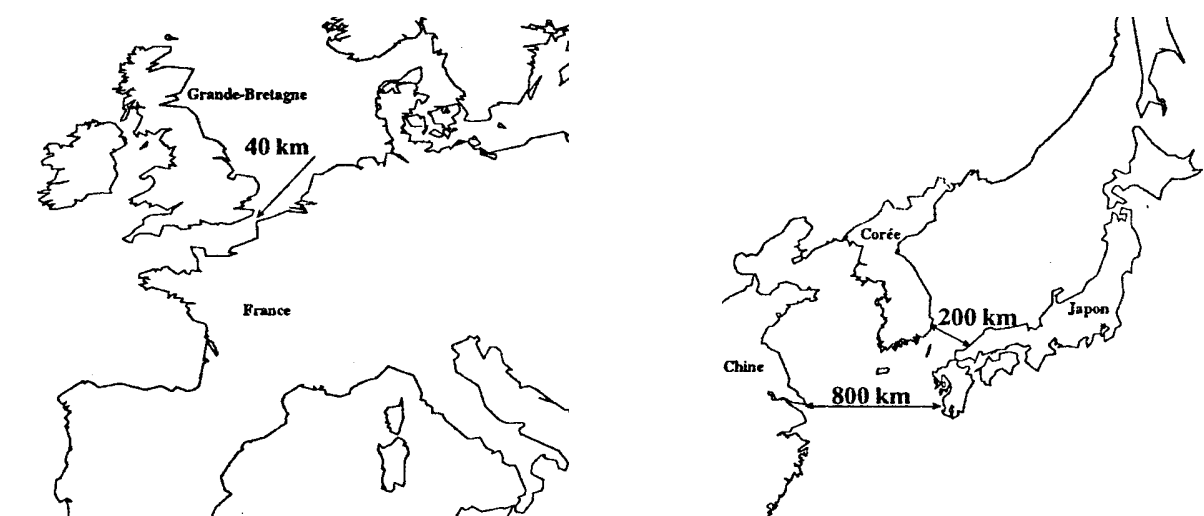 Grande-Bretagne
40 km
France
Corée
200 km
Japon
Chine
800 km